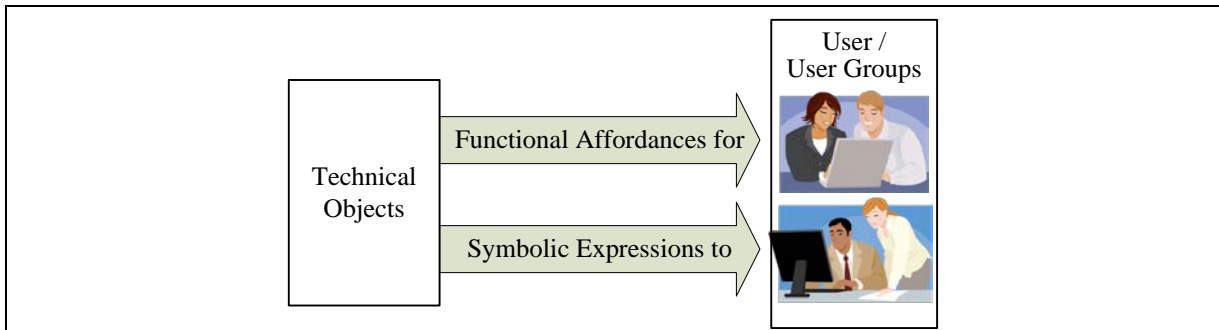 User /
User Groups
Functional Affordances for
Technical
Objects
Symbolic Expressions to